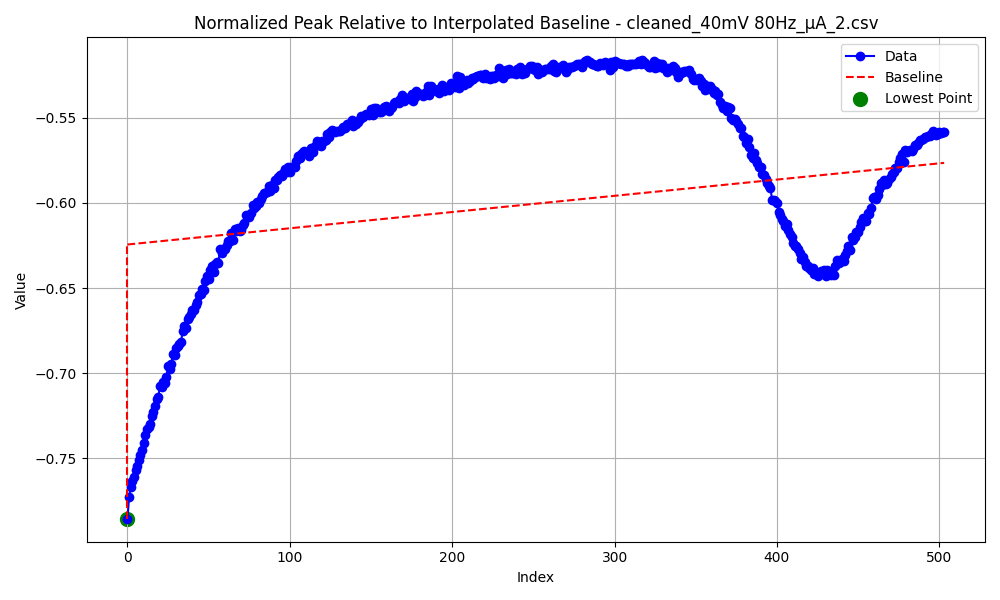 Normalized Peak Relative to Interpolated Baseline - cleaned_40mV 80Hz_μA_2.csv
Data
Baseline
Lowest Point
Value
−0.55
−0.60
−0.65
−0.70
−0.75
0 100 200 300 400 500
Index